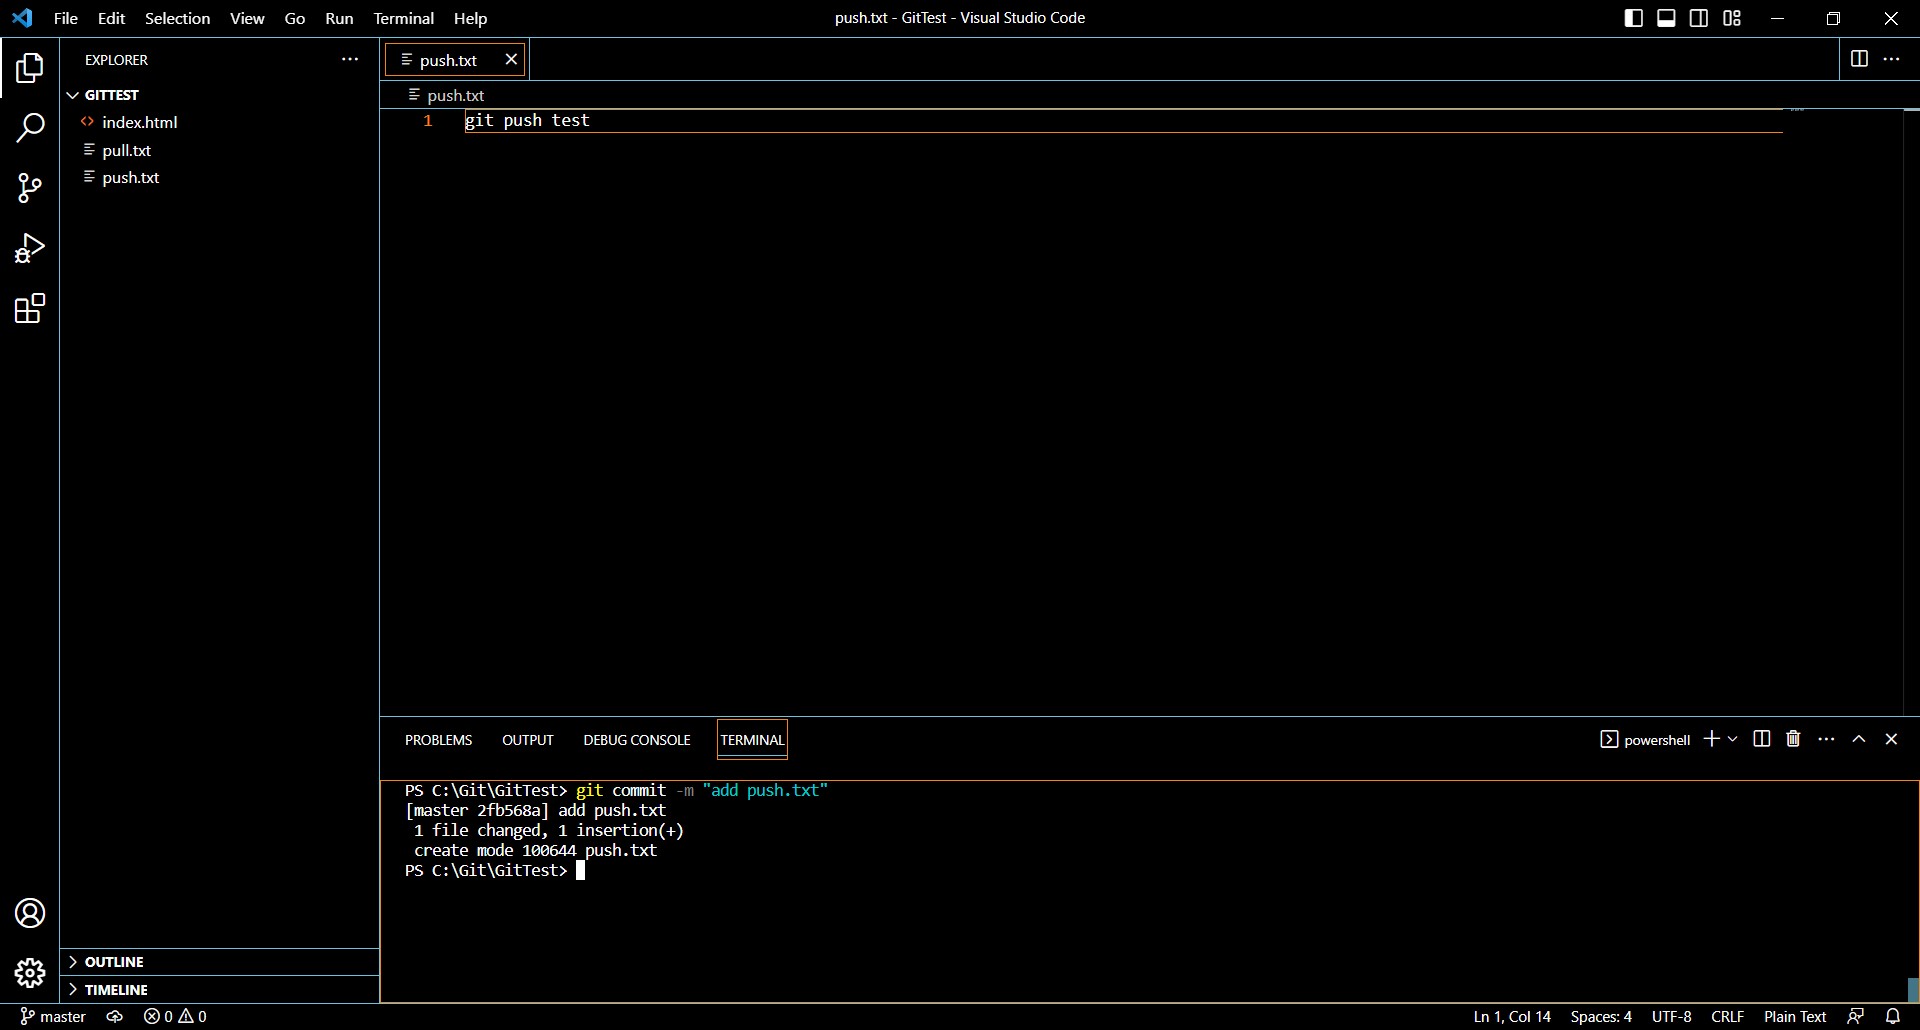 File Edit Selection View Go Run Terminal Help
push.txt - GitTest - Visual Studio Code
EXPLORER
GITTEST
index.html
pull.txt
push.txt
push.txt
push.txt
1 git push test
PROBLEMS OUTPUT DEBUG CONSOLE TERMINAL
powershell
PS C:\Git\GitTest> git commit -m "add push.txt"
[master 2fb568a] add push.txt
1 file changed, 1 insertion(+)
create mode 100644 push.txt
PS C:\Git\GitTest>
OUTLINE
TIMELINE
master 0 0
Ln 1, Col 14 Spaces: 4 UTF-8 CRLF Plain Text